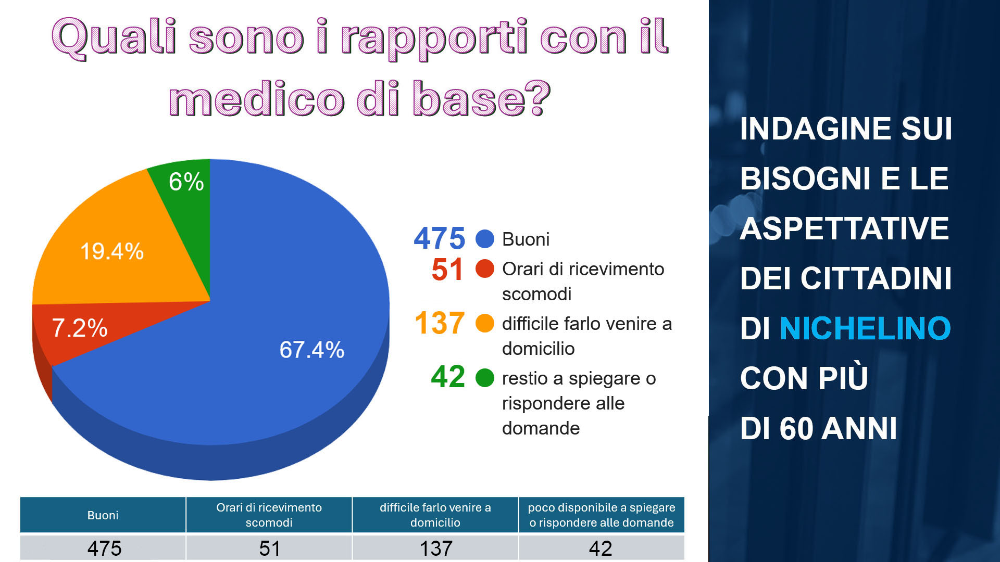 Quali sono i rapporti con il
medico di base?
6%
19.4%
7.2%
67.4%
475 Buoni
51 Orari di ricevimento
scomodi
137 difficile farlo venire a
domicilio
42 restio a spiegare o
rispondere alle
domande
Buoni
Orari di ricevimento
scomodi
difficile farlo venire a
domicilio
poco disponibile a spiegare
o rispondere alle domande
475
51
137
42
INDAGINE SUI
BISOGNI E LE
ASPETTATIVE
DEI CITTADINI
DI NICHELINO
CON PIÙ
DI 60 ANNI